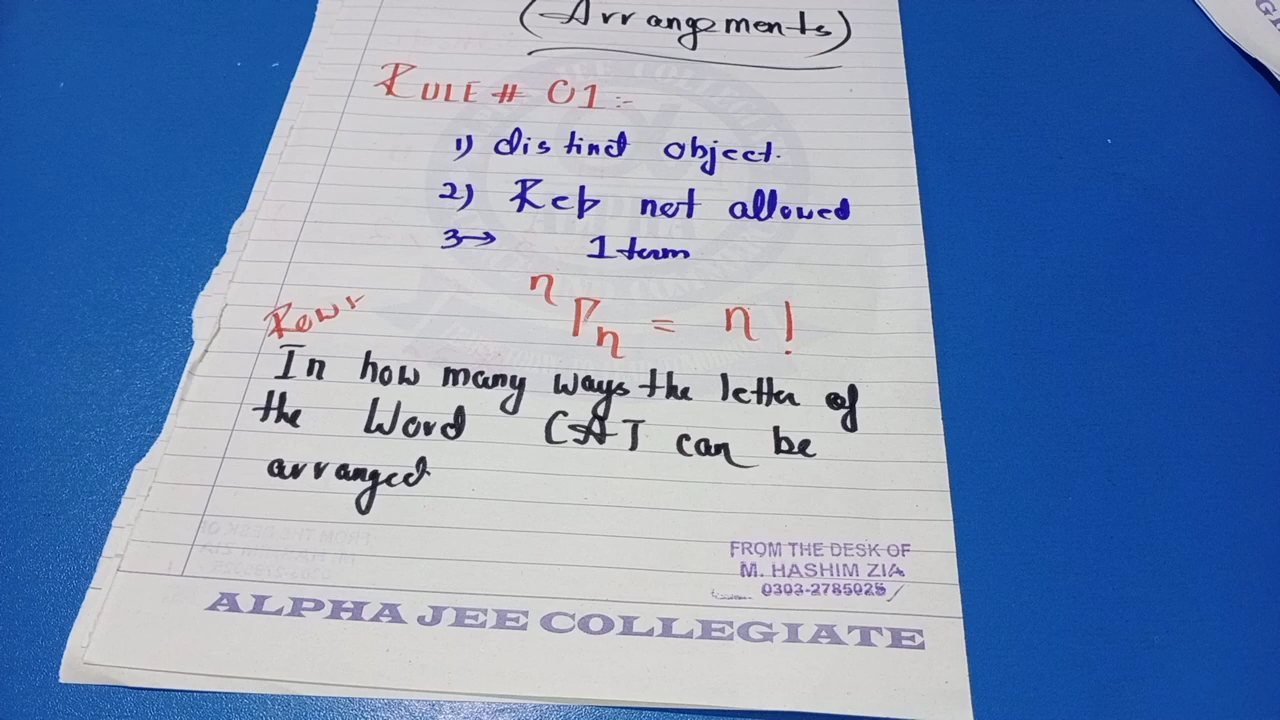 (Arrangements)
RULE # 01:-
1) distinct object.
2) Rep not allowed
3→ 1 term
ⁿPₙ = n!
Rows
In how many ways the letter of
the Word CAT can be
arranged
FROM THE DESK OF
M. HASHIM ZIA
0303-2785025
ALPHA JEE COLLEGIATE